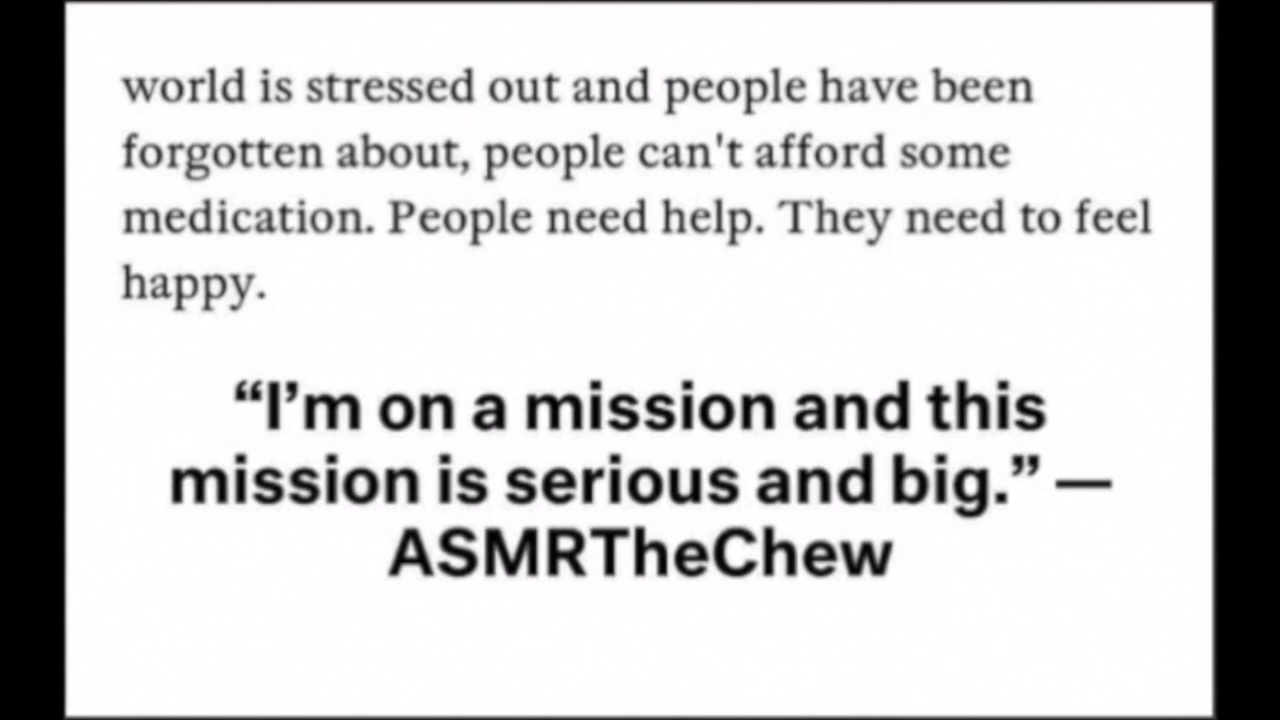 world is stressed out and people have been
forgotten about, people can't afford some
medication. People need help. They need to feel
happy.
“I’m on a mission and this
mission is serious and big.” —
ASMRTheChew